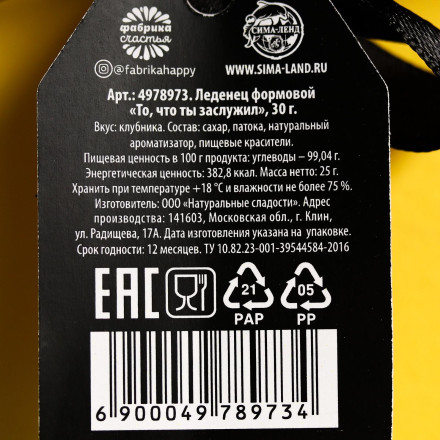 фабрика счастья
СИМА-ЛЕНД
@fabrikahappy
WWW.SIMA-LAND.RU
Арт.: 4978973. Леденец формовой
«То, что ты заслужил», 30 г.
Вкус: клубника. Состав: сахар, патока, натуральный
ароматизатор, пищевые красители.
Пищевая ценность в 100 г продукта: углеводы – 99,04 г.
Энергетическая ценность: 382,8 ккал. Масса нетто: 25 г.
Хранить при температуре +18 °С и влажности не более 75 %.
Изготовитель: ООО «Натуральные сладости». Адрес
производства: 141603, Московская обл., г. Клин,
ул. Радищева, 17А. Дата изготовления указана на упаковке.
Срок годности: 12 месяцев. ТУ 10.82.23-001-39544584-2016
EAC
21
PAP
05
PP
6 900049 789734